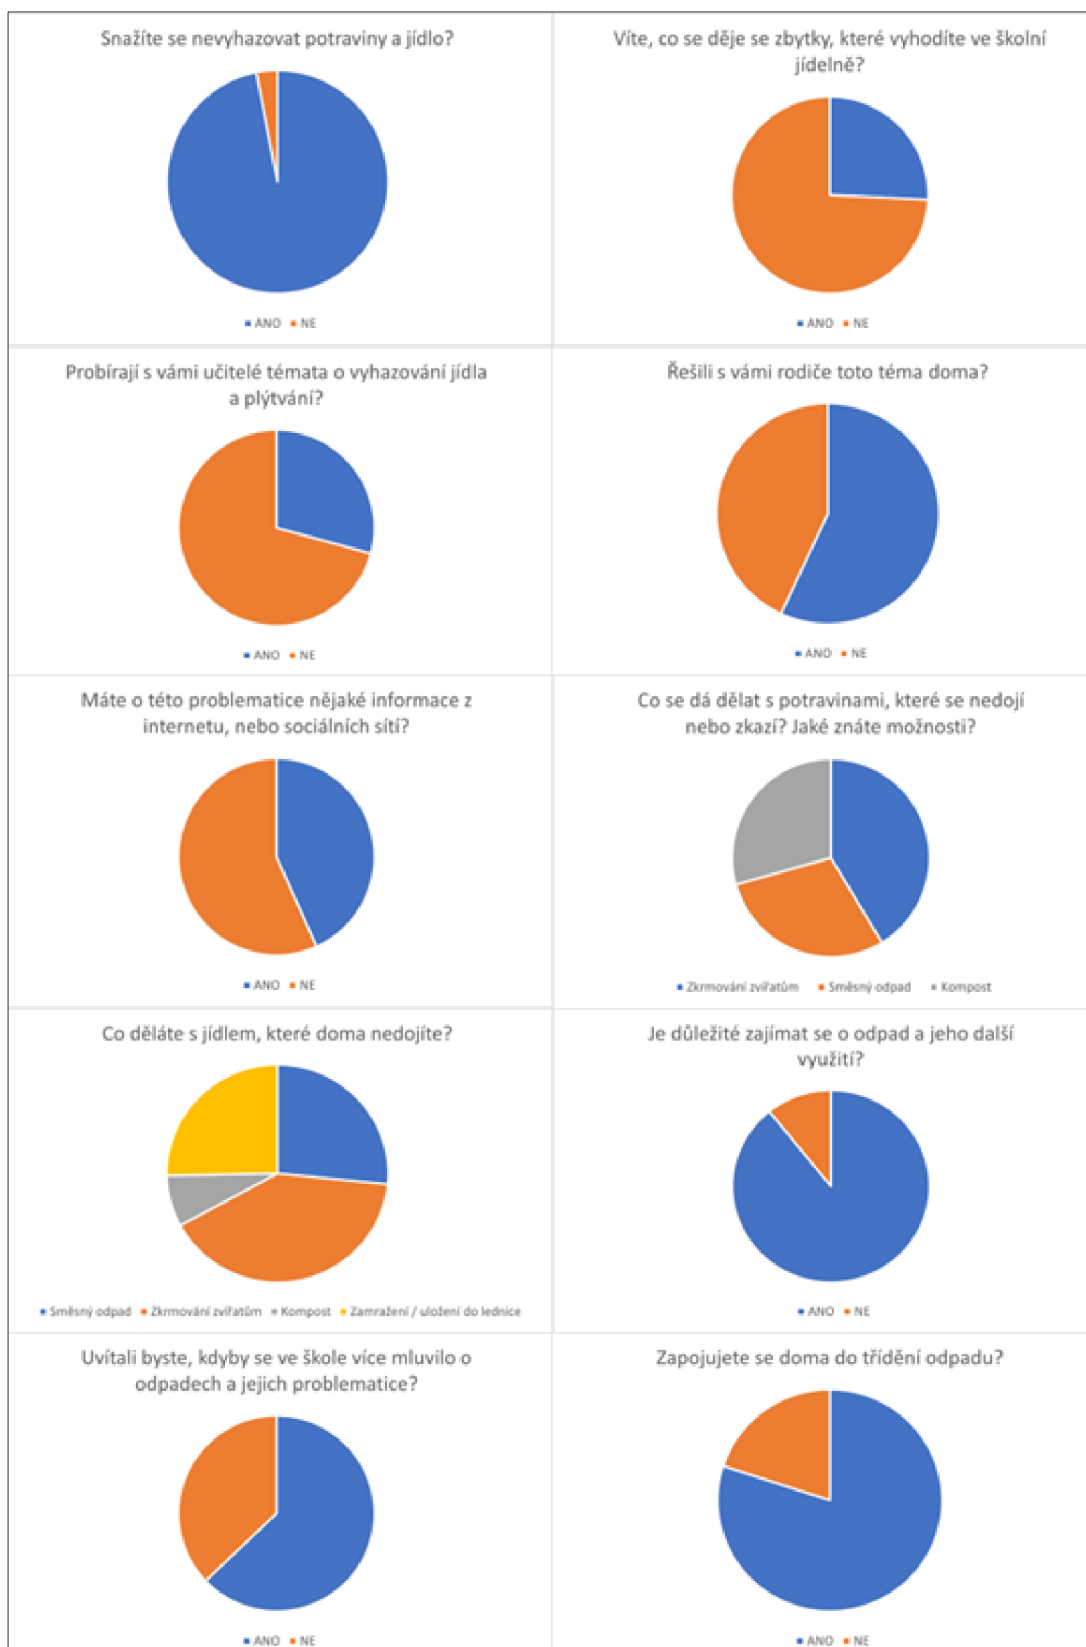 Snažíte se nevyhazovat potraviny a jídlo?
ANO NE
Víte, co se děje se zbytky, které vyhodíte ve školní
jídelně?
ANO NE
Probírají s vámi učitelé témata o vyhazování jídla
a plýtvání?
ANO NE
Řešili s vámi rodiče toto téma doma?
ANO NE
Máte o této problematice nějaké informace z
internetu, nebo sociálních sítí?
ANO NE
Co se dá dělat s potravinami, které se nedojí
nebo zkazí? Jaké znáte možnosti?
Zkrmování zvířatům Směsný odpad Kompost
Co děláte s jídlem, které doma nedojíte?
Směsný odpad Zkrmování zvířatům Kompost Zamražení / uložení do lednice
Je důležité zajímat se o odpad a jeho další
využití?
ANO NE
Uvítali byste, kdyby se ve škole více mluvilo o
odpadech a jejich problematice?
ANO NE
Zapojujete se doma do třídění odpadu?
ANO NE